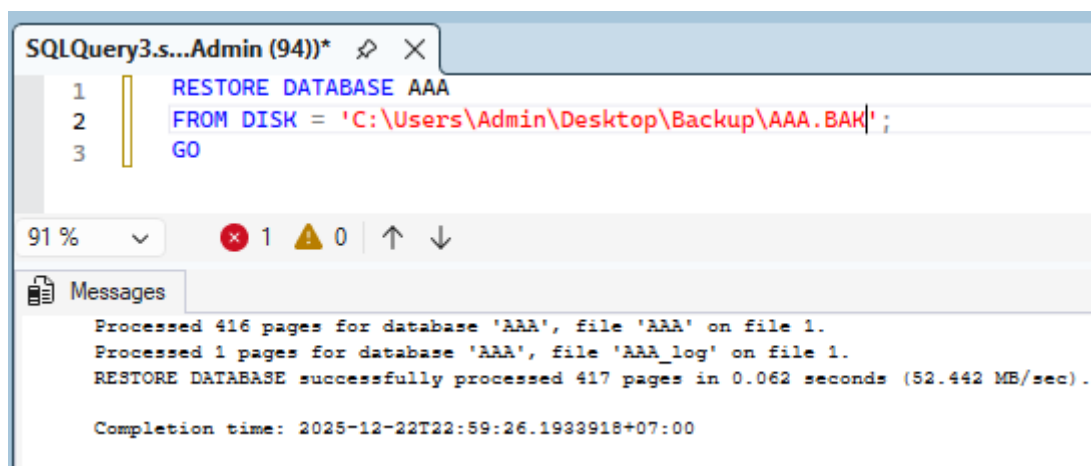 SQLQuery3.s...Admin (94))*
1 RESTORE DATABASE AAA
2 FROM DISK = 'C:\Users\Admin\Desktop\Backup\AAA.BAK';
3 GO
91 % 1 0
Messages
Processed 416 pages for database 'AAA', file 'AAA' on file 1.
Processed 1 pages for database 'AAA', file 'AAA_log' on file 1.
RESTORE DATABASE successfully processed 417 pages in 0.062 seconds (52.442 MB/sec).
Completion time: 2025-12-22T22:59:26.1933918+07:00